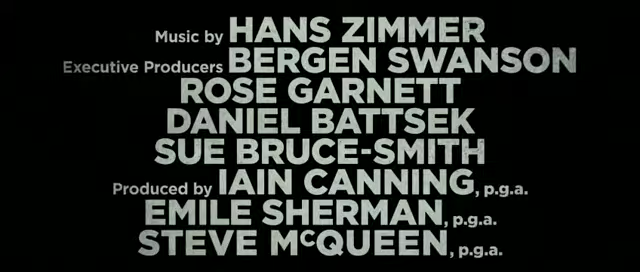 Music by HANS ZIMMER
Executive Producers BERGEN SWANSON
ROSE GARNETT
DANIEL BATTSEK
SUE BRUCE-SMITH
Produced by IAIN CANNING, p.g.a.
EMILE SHERMAN, p.g.a.
STEVE McQUEEN, p.g.a.